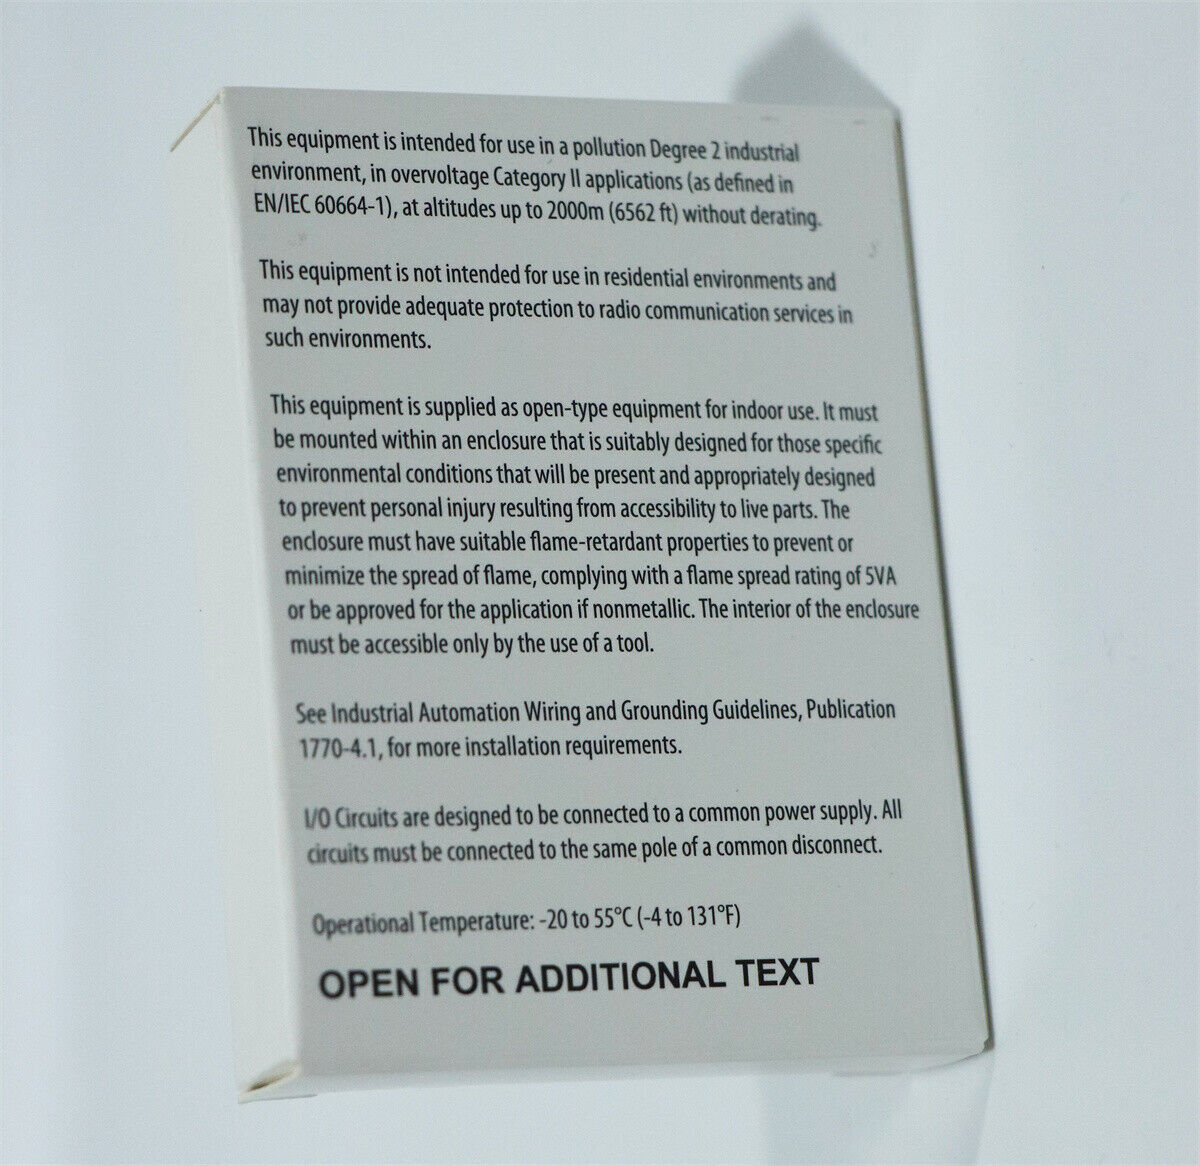 This equipment is intended for use in a pollution Degree 2 industrial
environment, in overvoltage Category II applications (as defined in
EN/IEC 60664-1), at altitudes up to 2000m (6562 ft) without derating.
This equipment is not intended for use in residential environments and
may not provide adequate protection to radio communication services in
such environments.
This equipment is supplied as open-type equipment for indoor use. It must
be mounted within an enclosure that is suitably designed for those specific
environmental conditions that will be present and appropriately designed
to prevent personal injury resulting from accessibility to live parts. The
enclosure must have suitable flame-retardant properties to prevent or
minimize the spread of flame, complying with a flame spread rating of 5VA
or be approved for the application if nonmetallic. The interior of the enclosure
must be accessible only by the use of a tool.
See Industrial Automation Wiring and Grounding Guidelines, Publication
1770-4.1, for more installation requirements.
I/O Circuits are designed to be connected to a common power supply. All
circuits must be connected to the same pole of a common disconnect.
Operational Temperature: -20 to 55°C (-4 to 131°F)
OPEN FOR ADDITIONAL TEXT